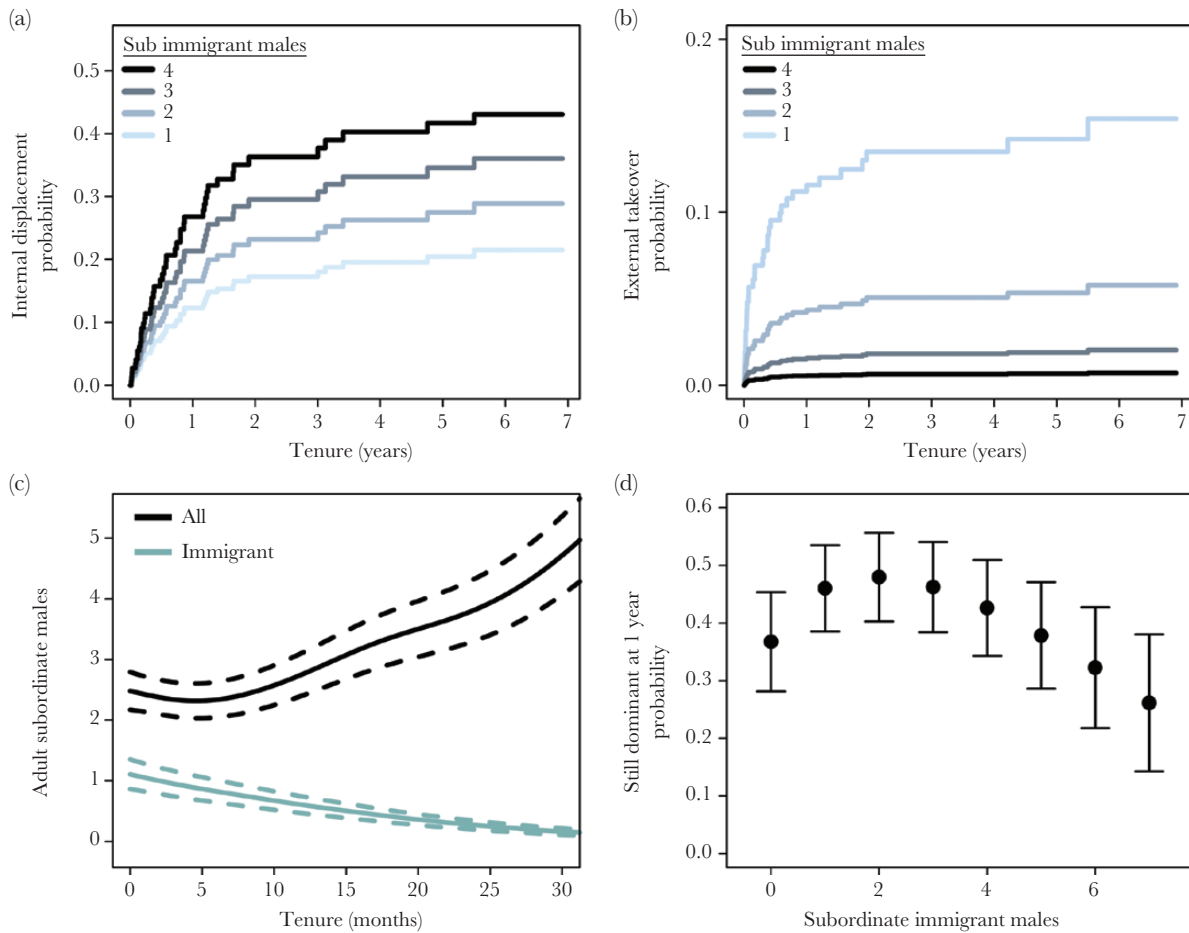 (a)
Sub immigrant males
4
3
2
1
0.5
0.4
0.3
0.2
0.1
0.0
Internal displacement
probability
0 1 2 3 4 5 6 7
Tenure (years)
(b)
Sub immigrant males
4
3
2
1
0.2
0.1
0.0
External takeover
probability
0 1 2 3 4 5 6 7
Tenure (years)
(c)
All
Immigrant
5
4
3
2
1
0
Adult subordinate males
0 5 10 15 20 25 30
Tenure (months)
(d)
0.6
0.5
0.4
0.3
0.2
0.1
0.0
Still dominant at 1 year
probability
0 2 4 6
Subordinate immigrant males